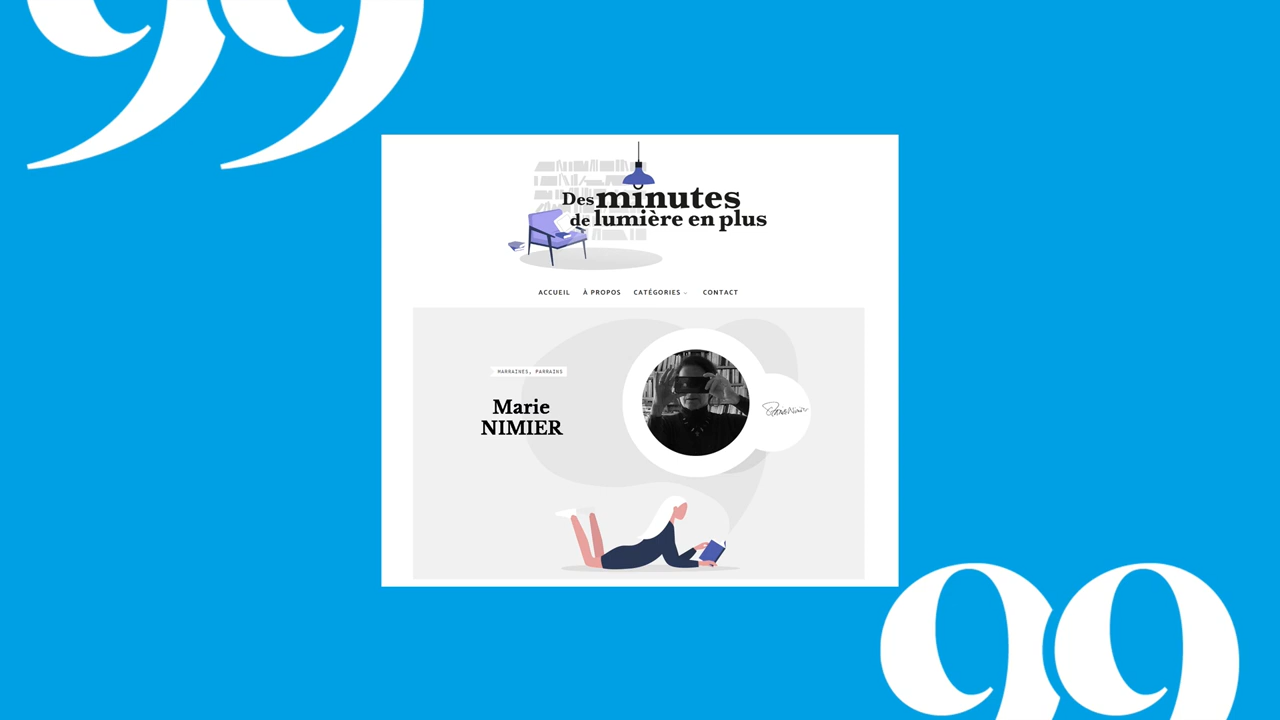 Des minutes
de lumière en plus
ACCUEIL À PROPOS CATÉGORIES CONTACT
MARRAINES, PARRAINS
Marie
NIMIER